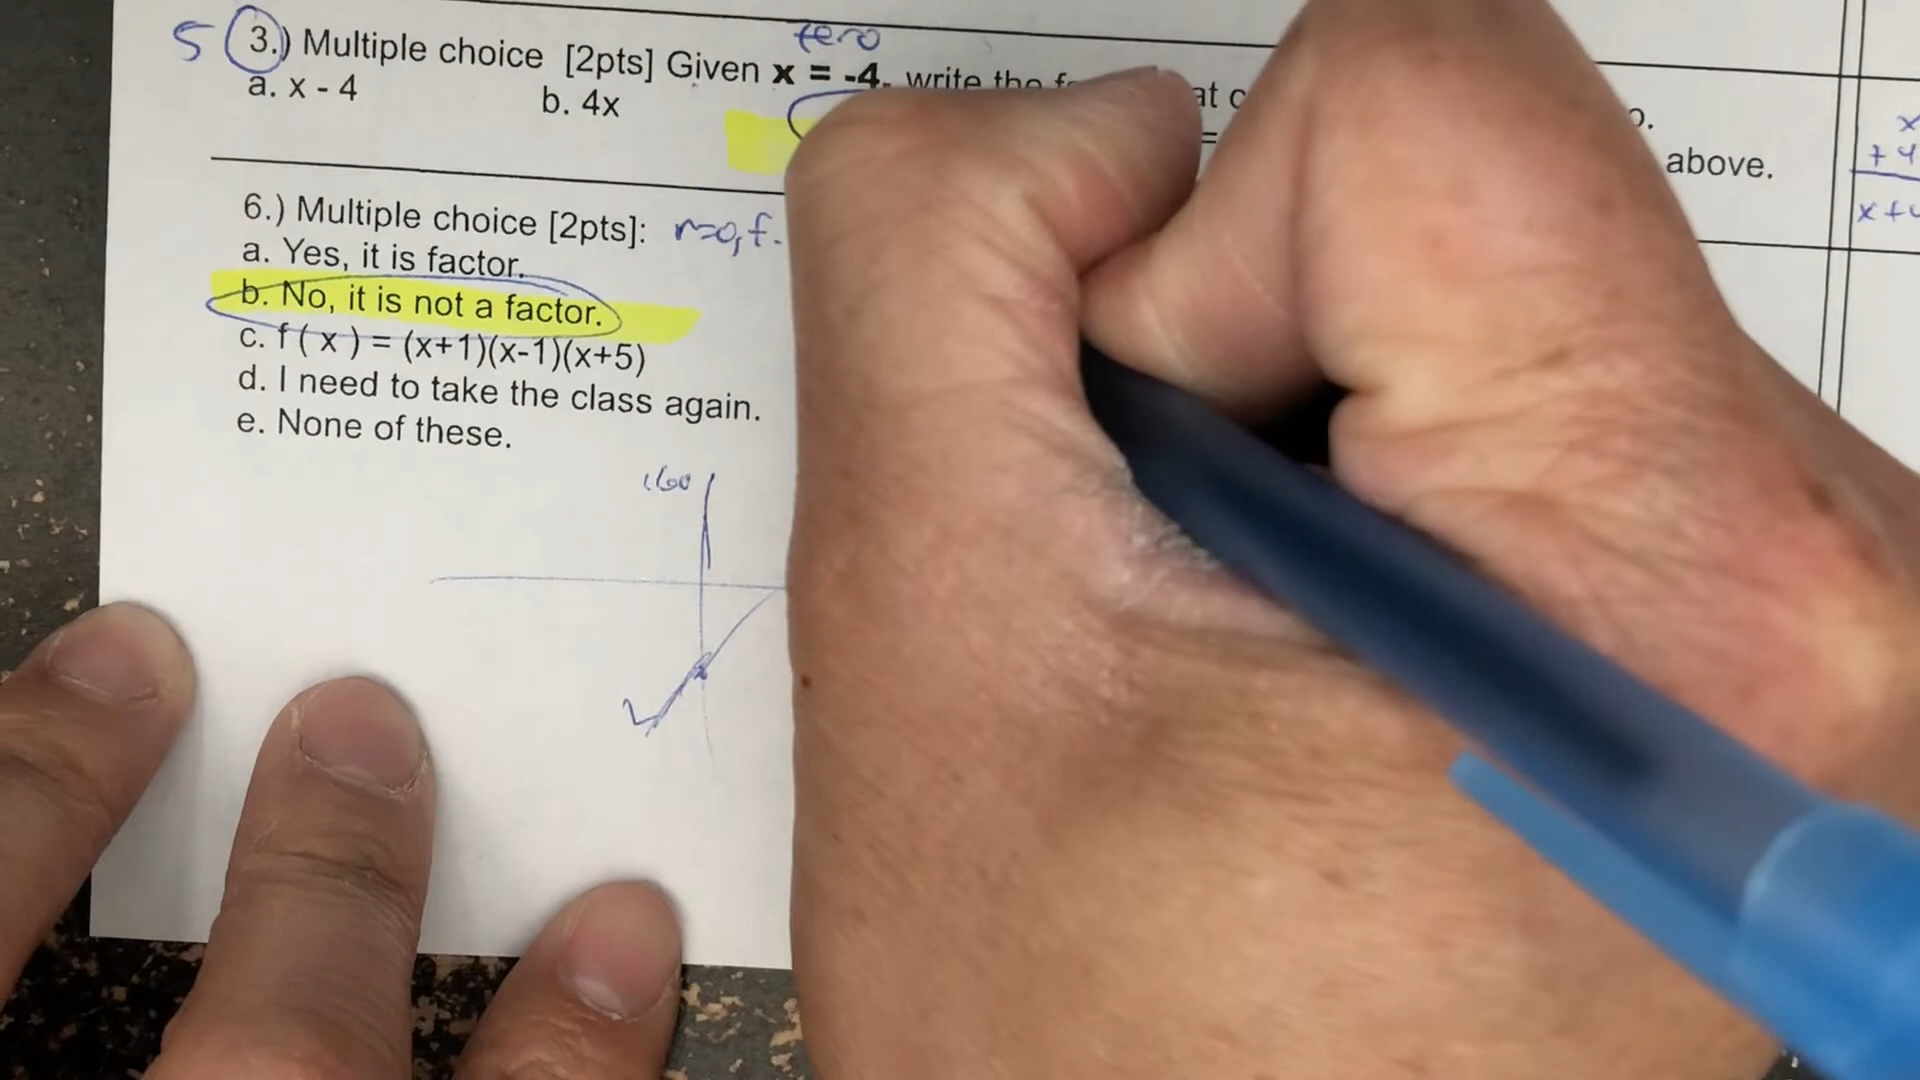 zero
5 3.) Multiple choice [2pts] Given x = -4, write the at
a. x - 4 b. 4x =
above.
x
+ 4
x+4
6.) Multiple choice [2pts]: r=0, f.
a. Yes, it is factor.
b. No, it is not a factor.
c. f ( x ) = (x+1)(x-1)(x+5)
d. I need to take the class again.
e. None of these.
160